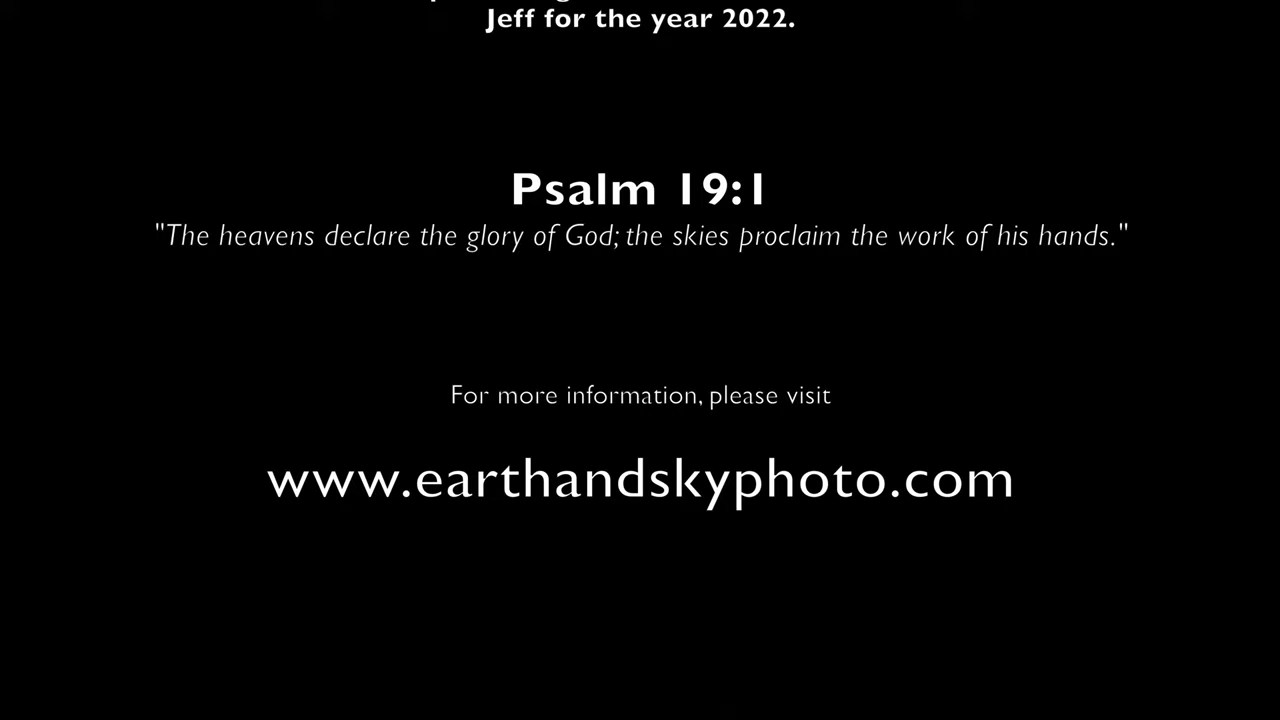 Jeff for the year 2022.
Psalm 19:1
"The heavens declare the glory of God; the skies proclaim the work of his hands."
For more information, please visit
www.earthandskyphoto.com